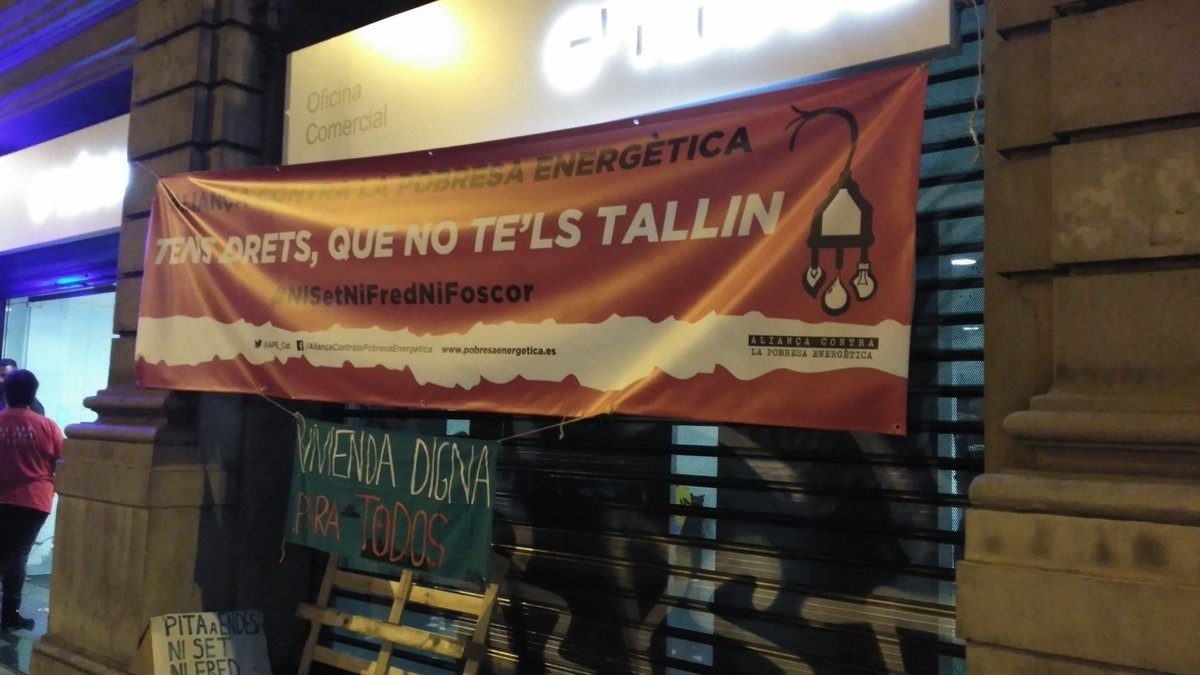 Oficina
Comercial
ALIANÇA CONTRA LA POBRESA ENERGÈTICA
TENS DRETS, QUE NO TE'LS TALLIN
#NiSetNiFredNiFoscor
@APE_Cat /AliançaContralaPobresaEnergetica www.pobresaenergetica.es
ALIANÇA CONTRA
LA POBRESA ENERGÈTICA
VIVIENDA DIGNA
PARA TODOS
PITA A ENDES
NI SET
NI FRED